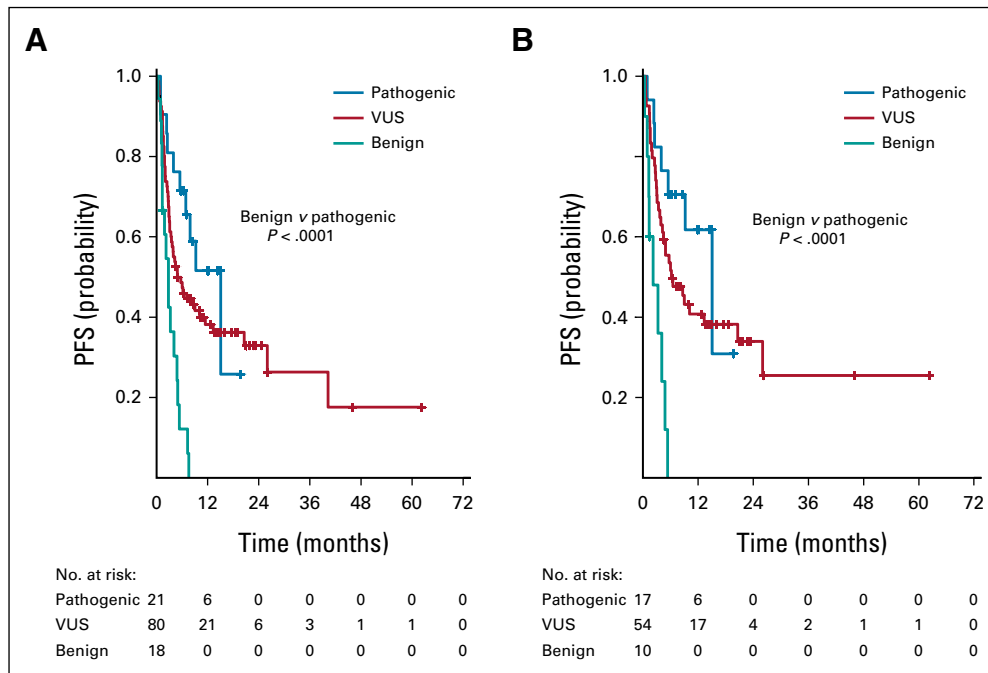 A
PFS (probability)
1.0
0.8
0.6
0.4
0.2
Pathogenic
VUS
Benign
Benign v pathogenic
P < .0001
0 12 24 36 48 60 72
Time (months)
No. at risk:
Pathogenic 21 6 0 0 0 0 0
VUS 80 21 6 3 1 1 0
Benign 18 0 0 0 0 0 0
B
PFS (probability)
1.0
0.8
0.6
0.4
0.2
Pathogenic
VUS
Benign
Benign v pathogenic
P < .0001
0 12 24 36 48 60 72
Time (months)
No. at risk:
Pathogenic 17 6 0 0 0 0 0
VUS 54 17 4 2 1 1 0
Benign 10 0 0 0 0 0 0